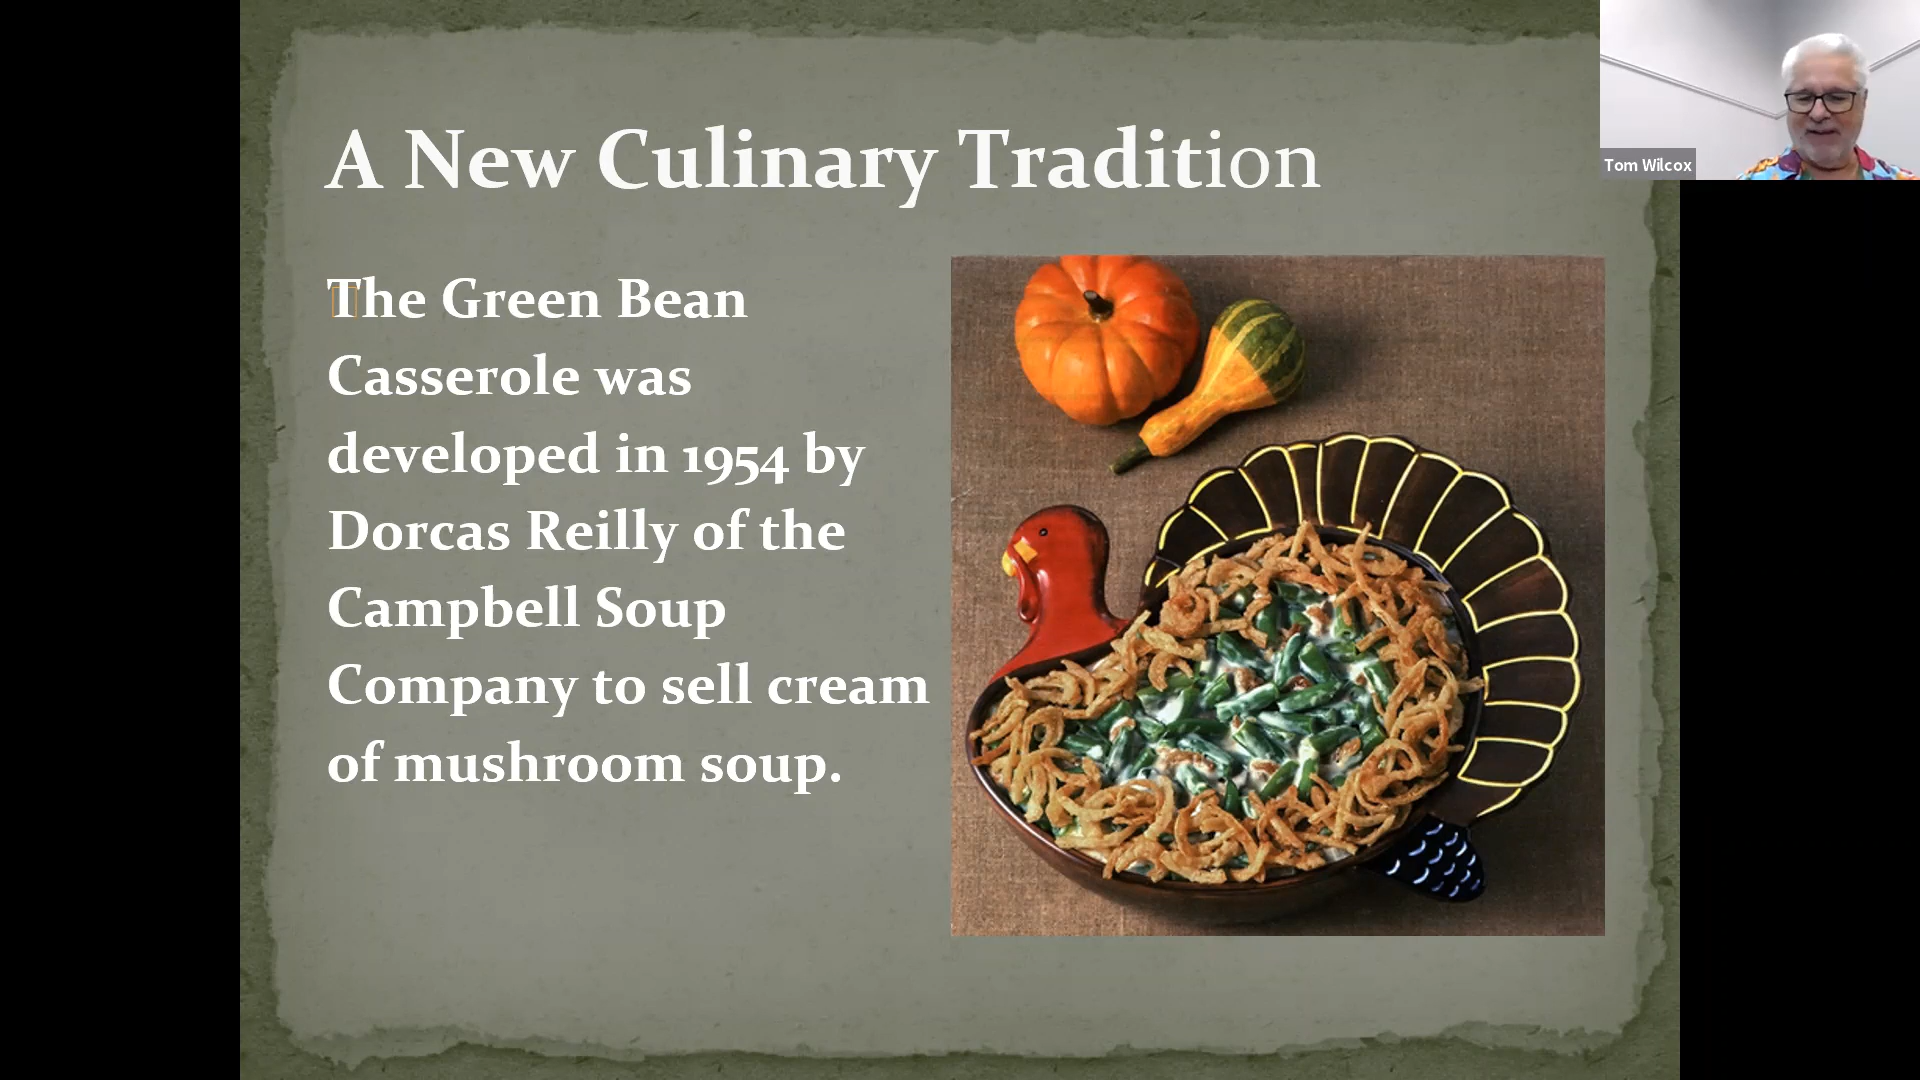 A New Culinary Tradition
The Green Bean
Casserole was
developed in 1954 by
Dorcas Reilly of the
Campbell Soup
Company to sell cream
of mushroom soup.
Tom Wilcox